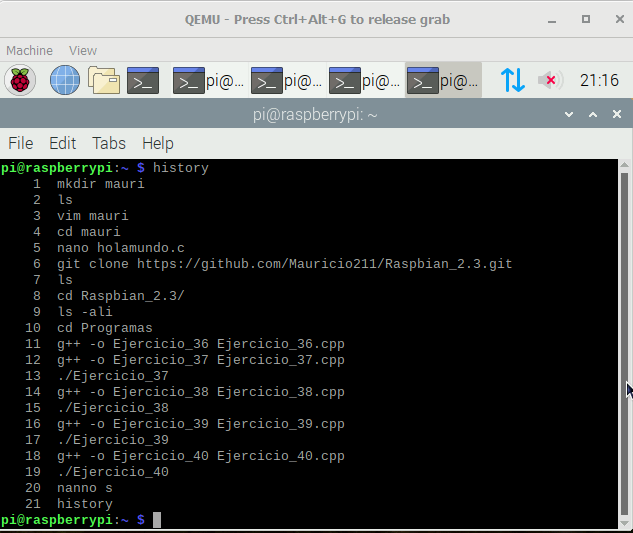 QEMU - Press Ctrl+Alt+G to release grab
Machine View
pi@... pi@... pi@... pi@... 21:16
pi@raspberrypi: ~
File Edit Tabs Help
pi@raspberrypi:~ $ history
1 mkdir mauri
2 ls
3 vim mauri
4 cd mauri
5 nano holamundo.c
6 git clone https://github.com/Mauricio211/Raspbian_2.3.git
7 ls
8 cd Raspbian_2.3/
9 ls -ali
10 cd Programas
11 g++ -o Ejercicio_36 Ejercicio_36.cpp
12 g++ -o Ejercicio_37 Ejercicio_37.cpp
13 ./Ejercicio_37
14 g++ -o Ejercicio_38 Ejercicio_38.cpp
15 ./Ejercicio_38
16 g++ -o Ejercicio_39 Ejercicio_39.cpp
17 ./Ejercicio_39
18 g++ -o Ejercicio_40 Ejercicio_40.cpp
19 ./Ejercicio_40
20 nanno s
21 history
pi@raspberrypi:~ $